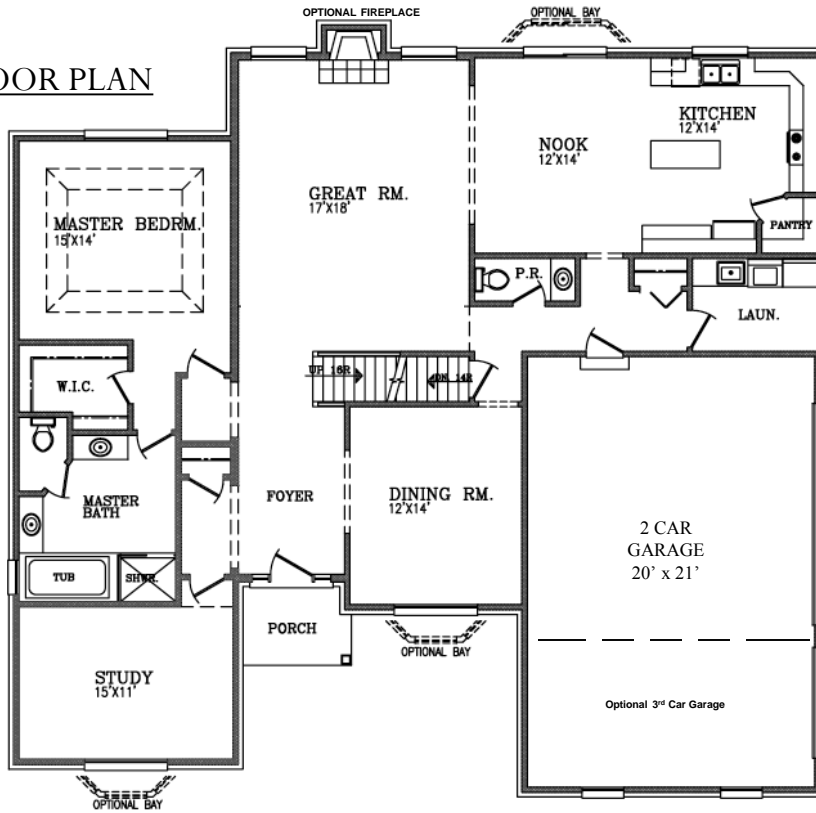 OPTIONAL FIREPLACE
OPTIONAL BAY
OOR PLAN
KITCHEN
12'X14'
NOOK
12'X14'
GREAT RM.
17'X18'
MASTER BEDRM.
15'X14'
PANTRY
P.R.
LAUN.
UP 16R
DN 14R
W.I.C.
MASTER
BATH
FOYER
DINING RM.
12'X14'
2 CAR
GARAGE
20' x 21'
TUB
SHWR.
PORCH
OPTIONAL BAY
STUDY
15'X11'
Optional 3rd Car Garage
OPTIONAL BAY